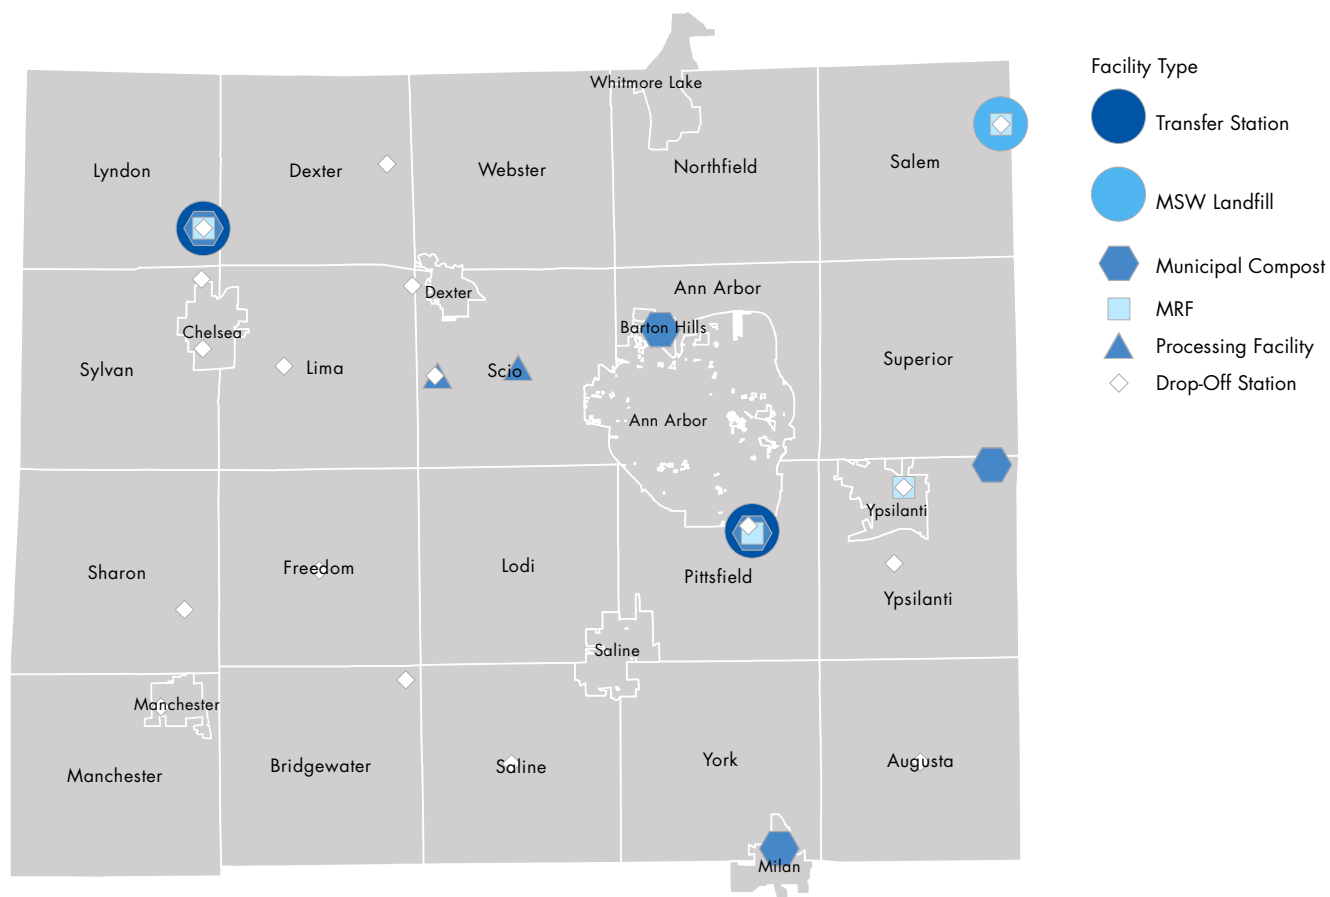 Whitmore Lake
Facility Type
Transfer Station
MSW Landfill
Municipal Compost
MRF
Processing Facility
Drop-Off Station
Lyndon
Dexter
Webster
Northfield
Salem
Dexter
Ann Arbor
Barton Hills
Chelsea
Sylvan
Lima
Scio
Superior
Ann Arbor
Ypsilanti
Sharon
Freedom
Lodi
Pittsfield
Ypsilanti
Saline
Manchester
Manchester
Bridgewater
Saline
York
Augusta
Milan